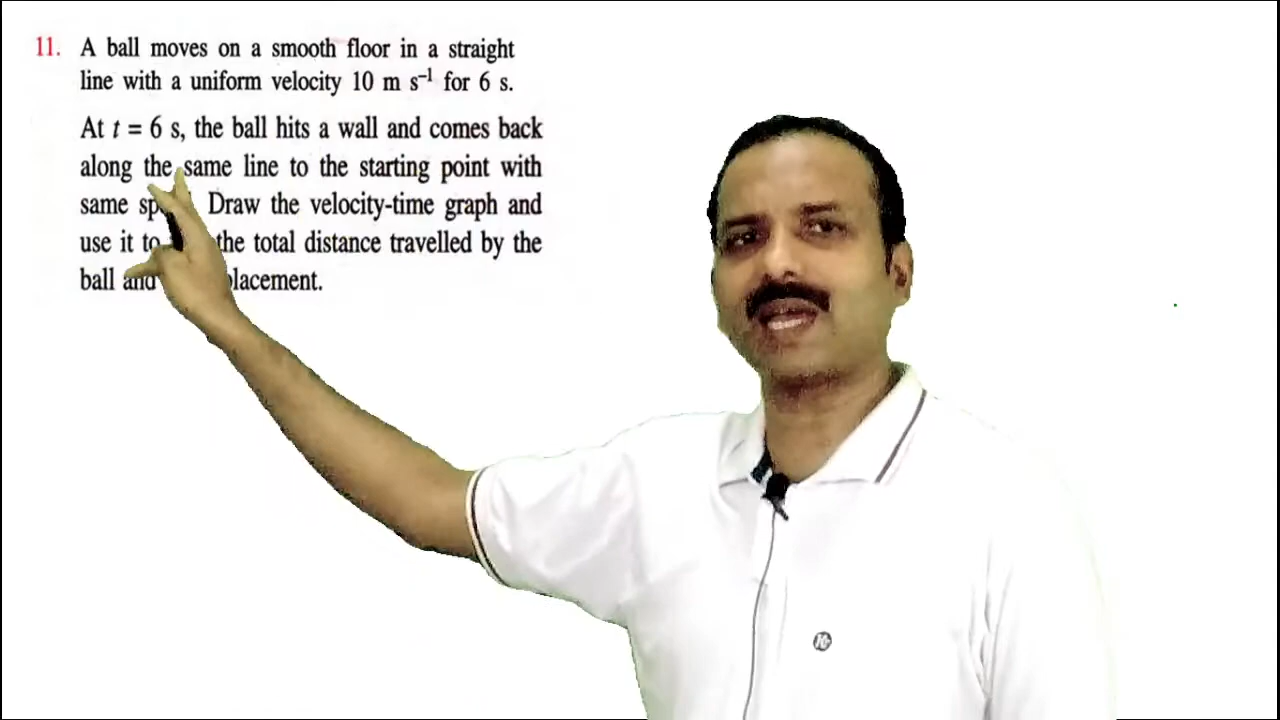 11. A ball moves on a smooth floor in a straight
line with a uniform velocity 10 m s⁻¹ for 6 s.
At t = 6 s, the ball hits a wall and comes back
along the same line to the starting point with
same Draw the velocity-time graph and
use it to the total distance travelled by the
ball and